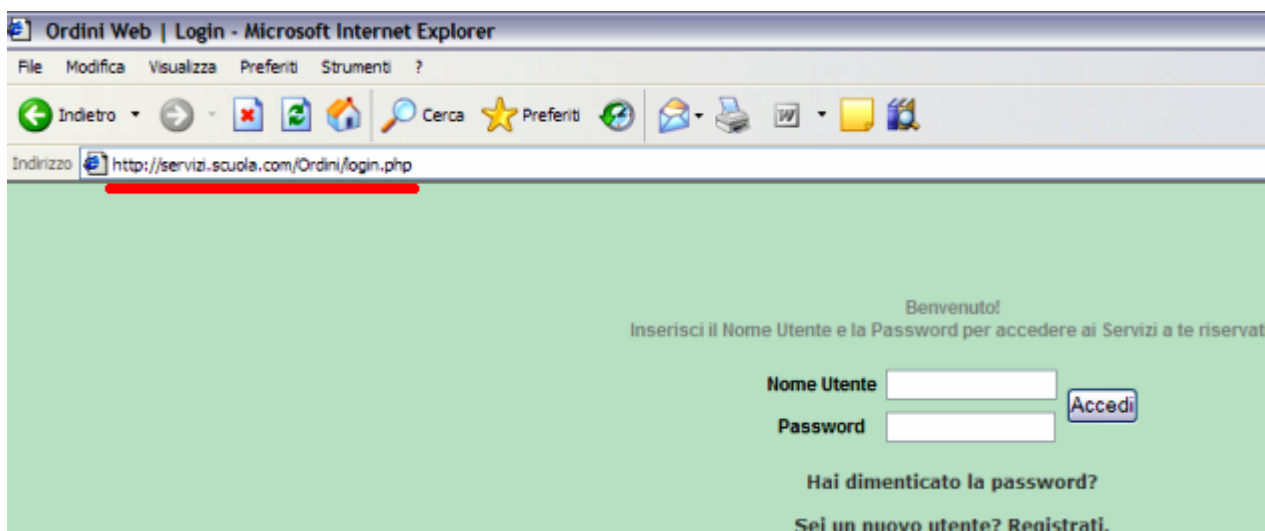 Ordini Web | Login - Microsoft Internet Explorer
File Modifica Visualizza Preferiti Strumenti ?
Indietro Cerca Preferiti W
Indirizzo http://servizi.scuola.com/Ordini/login.php
Benvenuto!
Inserisci il Nome Utente e la Password per accedere ai Servizi a te riservat
Nome Utente
Accedi
Password
Hai dimenticato la password?
Sei un nuovo utente? Registrati.